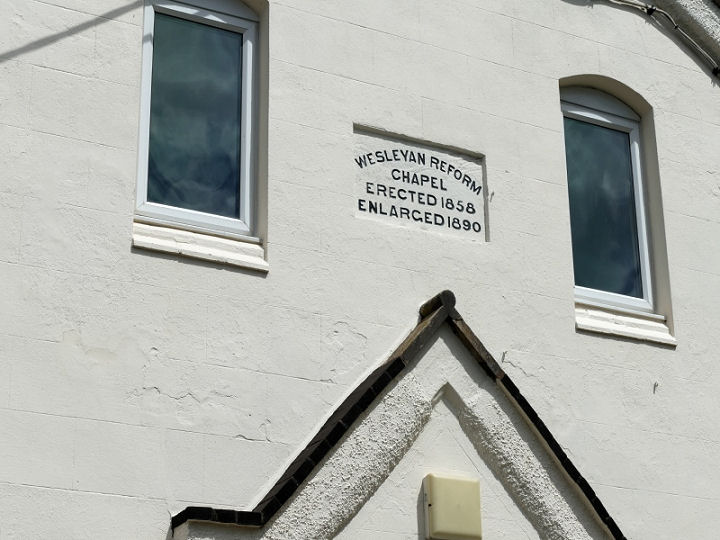 WESLEYAN REFORM
CHAPEL
ERECTED 1858
ENLARGED 1890